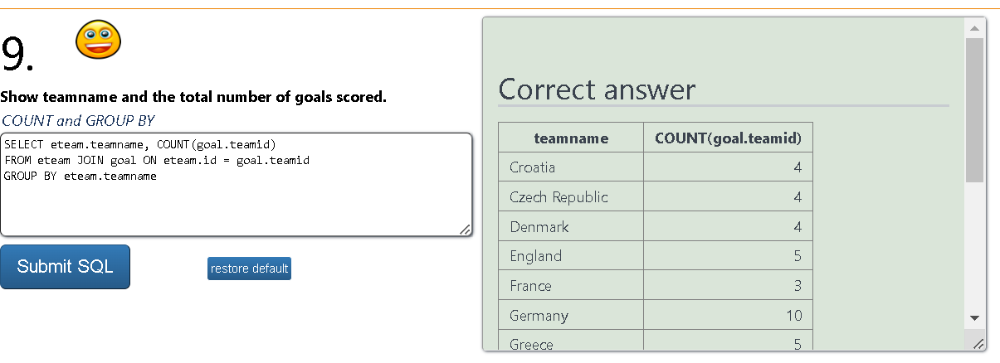 9.
Show teamname and the total number of goals scored.
COUNT and GROUP BY
SELECT eteam.teamname, COUNT(goal.teamid)
FROM eteam JOIN goal ON eteam.id = goal.teamid
GROUP BY eteam.teamname
Submit SQL
restore default
Correct answer
teamname COUNT(goal.teamid)
Croatia 4
Czech Republic 4
Denmark 4
England 5
France 3
Germany 10
Greece 5